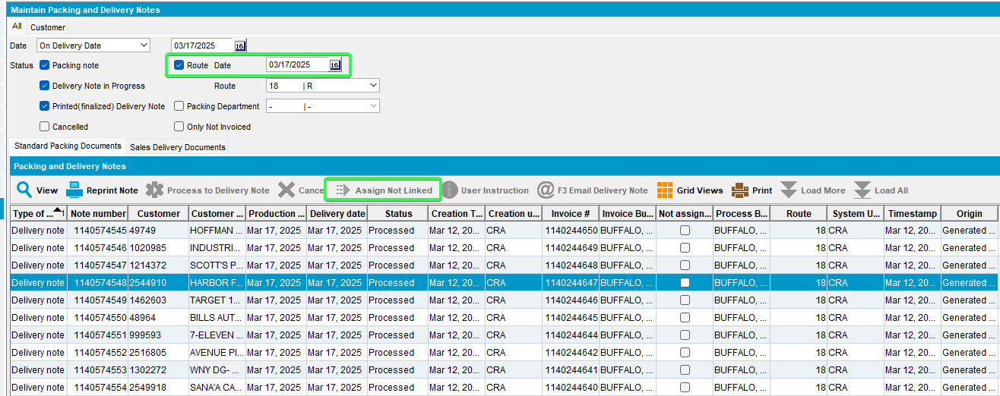 Maintain Packing and Delivery Notes
All Customer
Date On Delivery Date 03/17/2025 16
Status Packing note Route Date 03/17/2025 16
Delivery Note in Progress Route 18 | R
Printed(finalized) Delivery Note Packing Department - | -
Cancelled Only Not Invoiced
Standard Packing Documents Sales Delivery Documents
Packing and Delivery Notes
View Reprint Note Process to Delivery Note Cance Assign Not Linked User Instruction F3 Email Delivery Note Grid Views Print Load More Load All
Type of ... Note number Customer Customer ... Production ... Delivery date Status Creation T... Creation u... Invoice # Invoice Bu... Not assign... Process B... Route System U... Timestamp Origin
Delivery note 1140574545 49749 HOFFMAN ... Mar 17, 2025 Mar 17, 2025 Processed Mar 12, 20... CRA 1140244650 BUFFALO, ... BUFFALO, ... 18 CRA Mar 12, 20... Generated ...
Delivery note 1140574546 1020985 INDUSTRI... Mar 17, 2025 Mar 17, 2025 Processed Mar 12, 20... CRA 1140244649 BUFFALO, ... BUFFALO, ... 18 CRA Mar 12, 20... Generated ...
Delivery note 1140574547 1214372 SCOTT'S P... Mar 17, 2025 Mar 17, 2025 Processed Mar 12, 20... CRA 1140244648 BUFFALO, ... BUFFALO, ... 18 CRA Mar 12, 20... Generated ...
Delivery note 1140574548 2544910 HARBOR F... Mar 17, 2025 Mar 17, 2025 Processed Mar 12, 20... CRA 1140244647 BUFFALO, ... BUFFALO, ... 18 CRA Mar 12, 20... Generated ...
Delivery note 1140574549 1462603 TARGET 1... Mar 17, 2025 Mar 17, 2025 Processed Mar 12, 20... CRA 1140244646 BUFFALO, ... BUFFALO, ... 18 CRA Mar 12, 20... Generated ...
Delivery note 1140574550 48964 BILLS AUT... Mar 17, 2025 Mar 17, 2025 Processed Mar 12, 20... CRA 1140244645 BUFFALO, ... BUFFALO, ... 18 CRA Mar 12, 20... Generated ...
Delivery note 1140574551 999593 7-ELEVEN ... Mar 17, 2025 Mar 17, 2025 Processed Mar 12, 20... CRA 1140244644 BUFFALO, ... BUFFALO, ... 18 CRA Mar 12, 20... Generated ...
Delivery note 1140574552 2516805 AVENUE PI... Mar 17, 2025 Mar 17, 2025 Processed Mar 12, 20... CRA 1140244642 BUFFALO, ... BUFFALO, ... 18 CRA Mar 12, 20... Generated ...
Delivery note 1140574553 1302272 WNY DG- ... Mar 17, 2025 Mar 17, 2025 Processed Mar 12, 20... CRA 1140244641 BUFFALO, ... BUFFALO, ... 18 CRA Mar 12, 20... Generated ...
Delivery note 1140574554 2549918 SANA'A CA... Mar 17, 2025 Mar 17, 2025 Processed Mar 12, 20... CRA 1140244640 BUFFALO, ... BUFFALO, ... 18 CRA Mar 12, 20... Generated ...